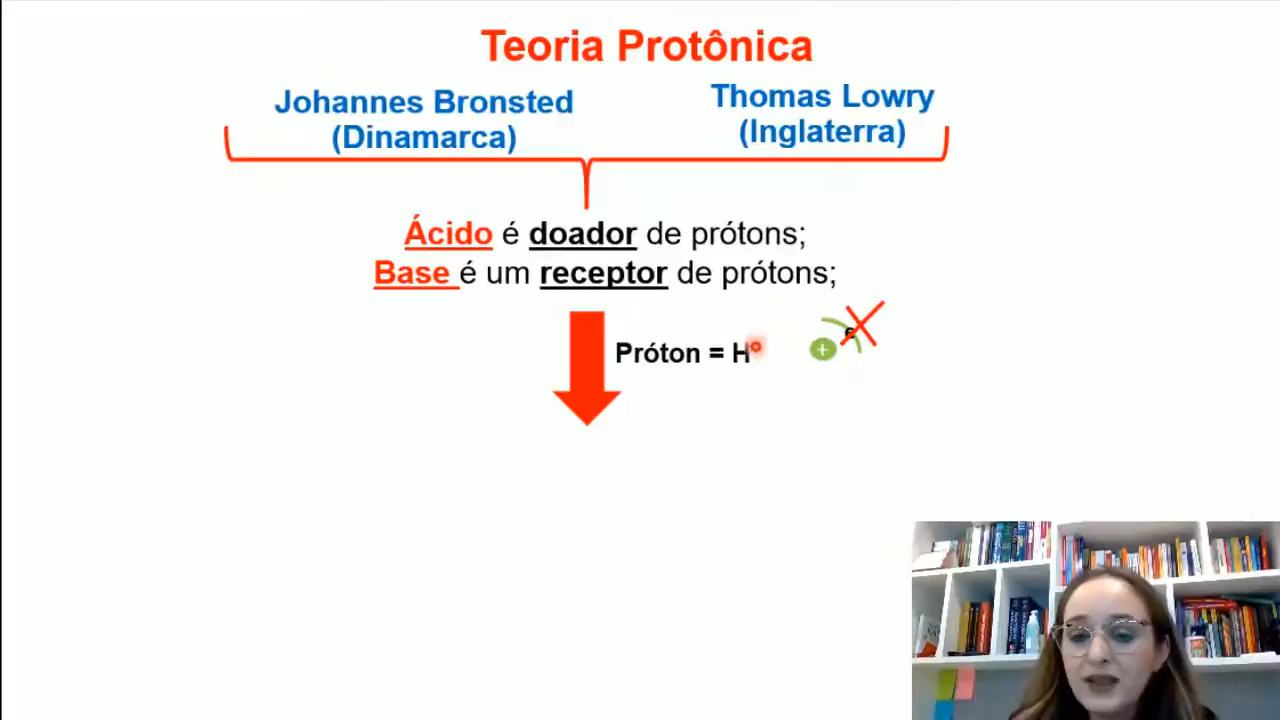 Teoria Protônica
Johannes Bronsted
(Dinamarca)
Thomas Lowry
(Inglaterra)
Ácido é doador de prótons;
Base é um receptor de prótons;
Próton = H
e
+